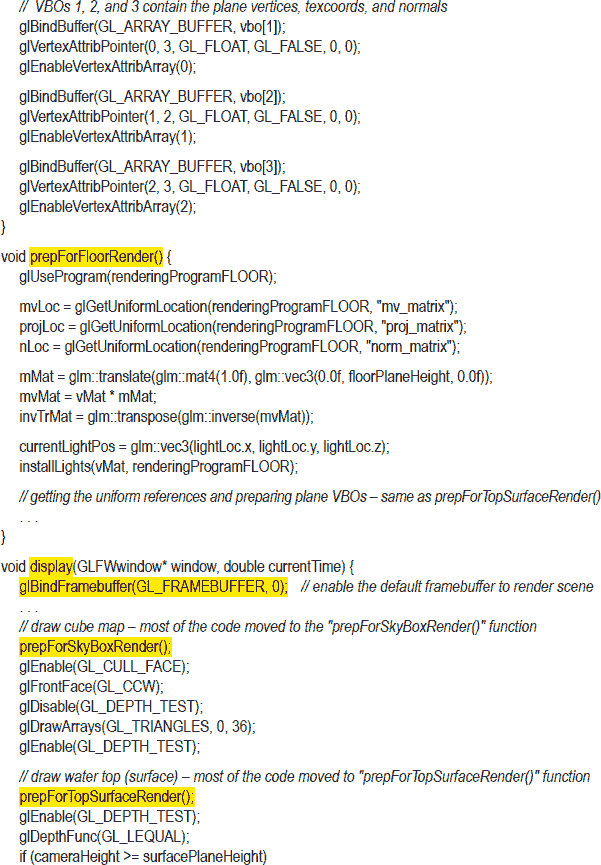 // VBOs 1, 2, and 3 contain the plane vertices, texcoords, and normals
glBindBuffer(GL_ARRAY_BUFFER, vbo[1]);
glVertexAttribPointer(0, 3, GL_FLOAT, GL_FALSE, 0, 0);
glEnableVertexAttribArray(0);
glBindBuffer(GL_ARRAY_BUFFER, vbo[2]);
glVertexAttribPointer(1, 2, GL_FLOAT, GL_FALSE, 0, 0);
glEnableVertexAttribArray(1);
glBindBuffer(GL_ARRAY_BUFFER, vbo[3]);
glVertexAttribPointer(2, 3, GL_FLOAT, GL_FALSE, 0, 0);
glEnableVertexAttribArray(2);
}
void prepForFloorRender() {
glUseProgram(renderingProgramFLOOR);
mvLoc = glGetUniformLocation(renderingProgramFLOOR, "mv_matrix");
projLoc = glGetUniformLocation(renderingProgramFLOOR, "proj_matrix");
nLoc = glGetUniformLocation(renderingProgramFLOOR, "norm_matrix");
mMat = glm::translate(glm::mat4(1.0f), glm::vec3(0.0f, floorPlaneHeight, 0.0f));
mvMat = vMat * mMat;
invTrMat = glm::transpose(glm::inverse(mvMat));
currentLightPos = glm::vec3(lightLoc.x, lightLoc.y, lightLoc.z);
installLights(vMat, renderingProgramFLOOR);
// getting the uniform references and preparing plane VBOs – same as prepForTopSurfaceRender()
. . .
}
void display(GLFWwindow* window, double currentTime) {
glBindFramebuffer(GL_FRAMEBUFFER, 0); // enable the default framebuffer to render scene
. . .
// draw cube map – most of the code moved to the "prepForSkyBoxRender()" function
prepForSkyBoxRender();
glEnable(GL_CULL_FACE);
glFrontFace(GL_CCW);
glDisable(GL_DEPTH_TEST);
glDrawArrays(GL_TRIANGLES, 0, 36);
glEnable(GL_DEPTH_TEST);
// draw water top (surface) – most of the code moved to "prepForTopSurfaceRender()" function
prepForTopSurfaceRender();
glEnable(GL_DEPTH_TEST);
glDepthFunc(GL_LEQUAL);
if (cameraHeight >= surfacePlaneHeight)